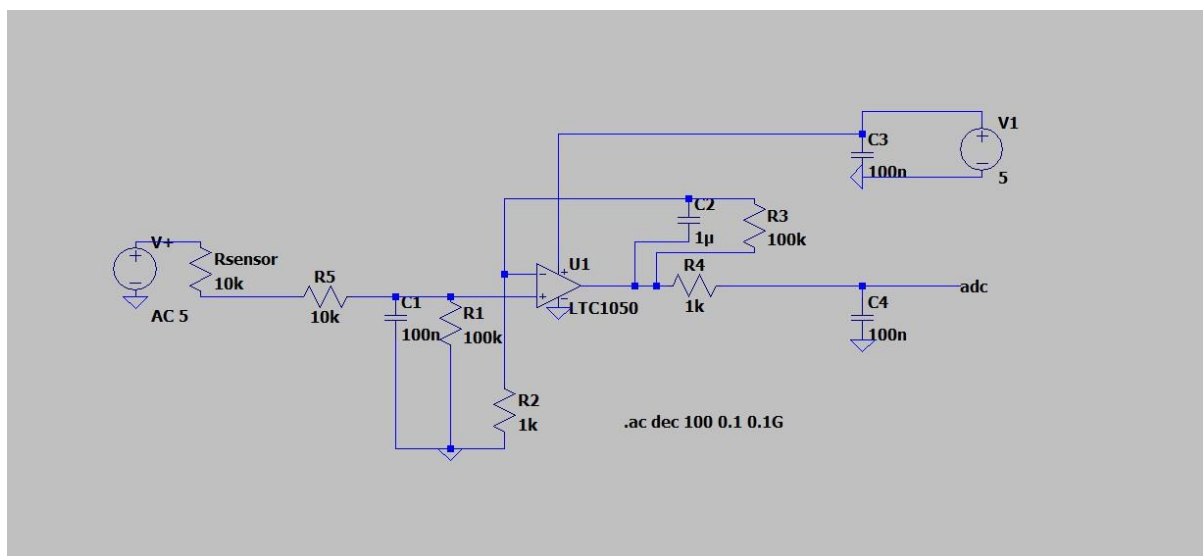 V1
C3
100n
5
C2
1µ
R3
100k
V+
Rsensor
10k
R5
10k
U1
R4
1k
adc
AC 5
C1
100n
R1
100k
LTC1050
C4
100n
R2
1k
.ac dec 100 0.1 0.1G